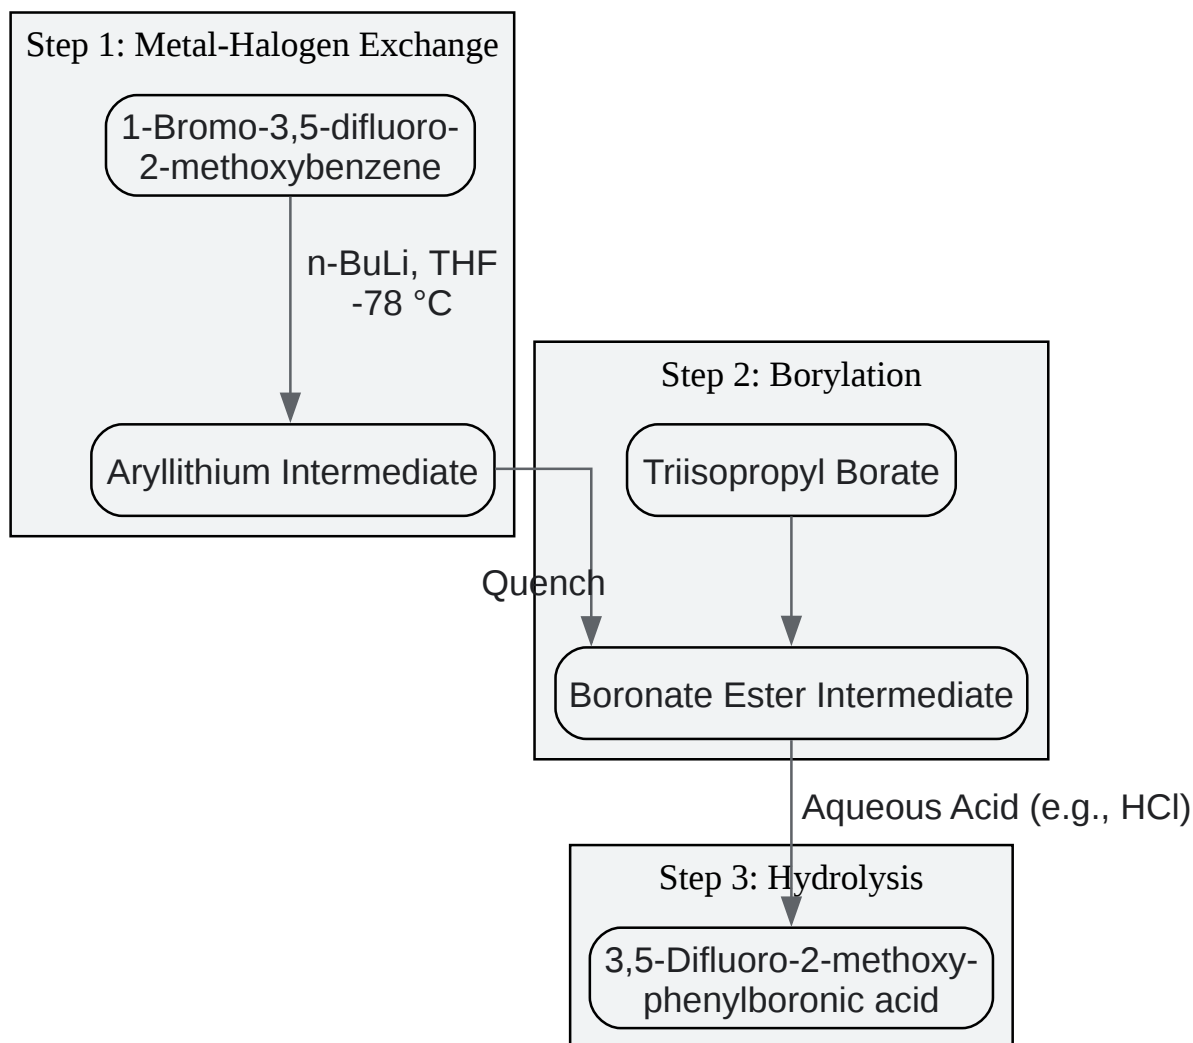 Step 1: Metal-Halogen Exchange
1-Bromo-3,5-difluoro-
2-methoxybenzene
n-BuLi, THF
-78 °C
Aryllithium Intermediate
Step 2: Borylation
Triisopropyl Borate
Quench
Boronate Ester Intermediate
Aqueous Acid (e.g., HCl)
Step 3: Hydrolysis
3,5-Difluoro-2-methoxy-
phenylboronic acid